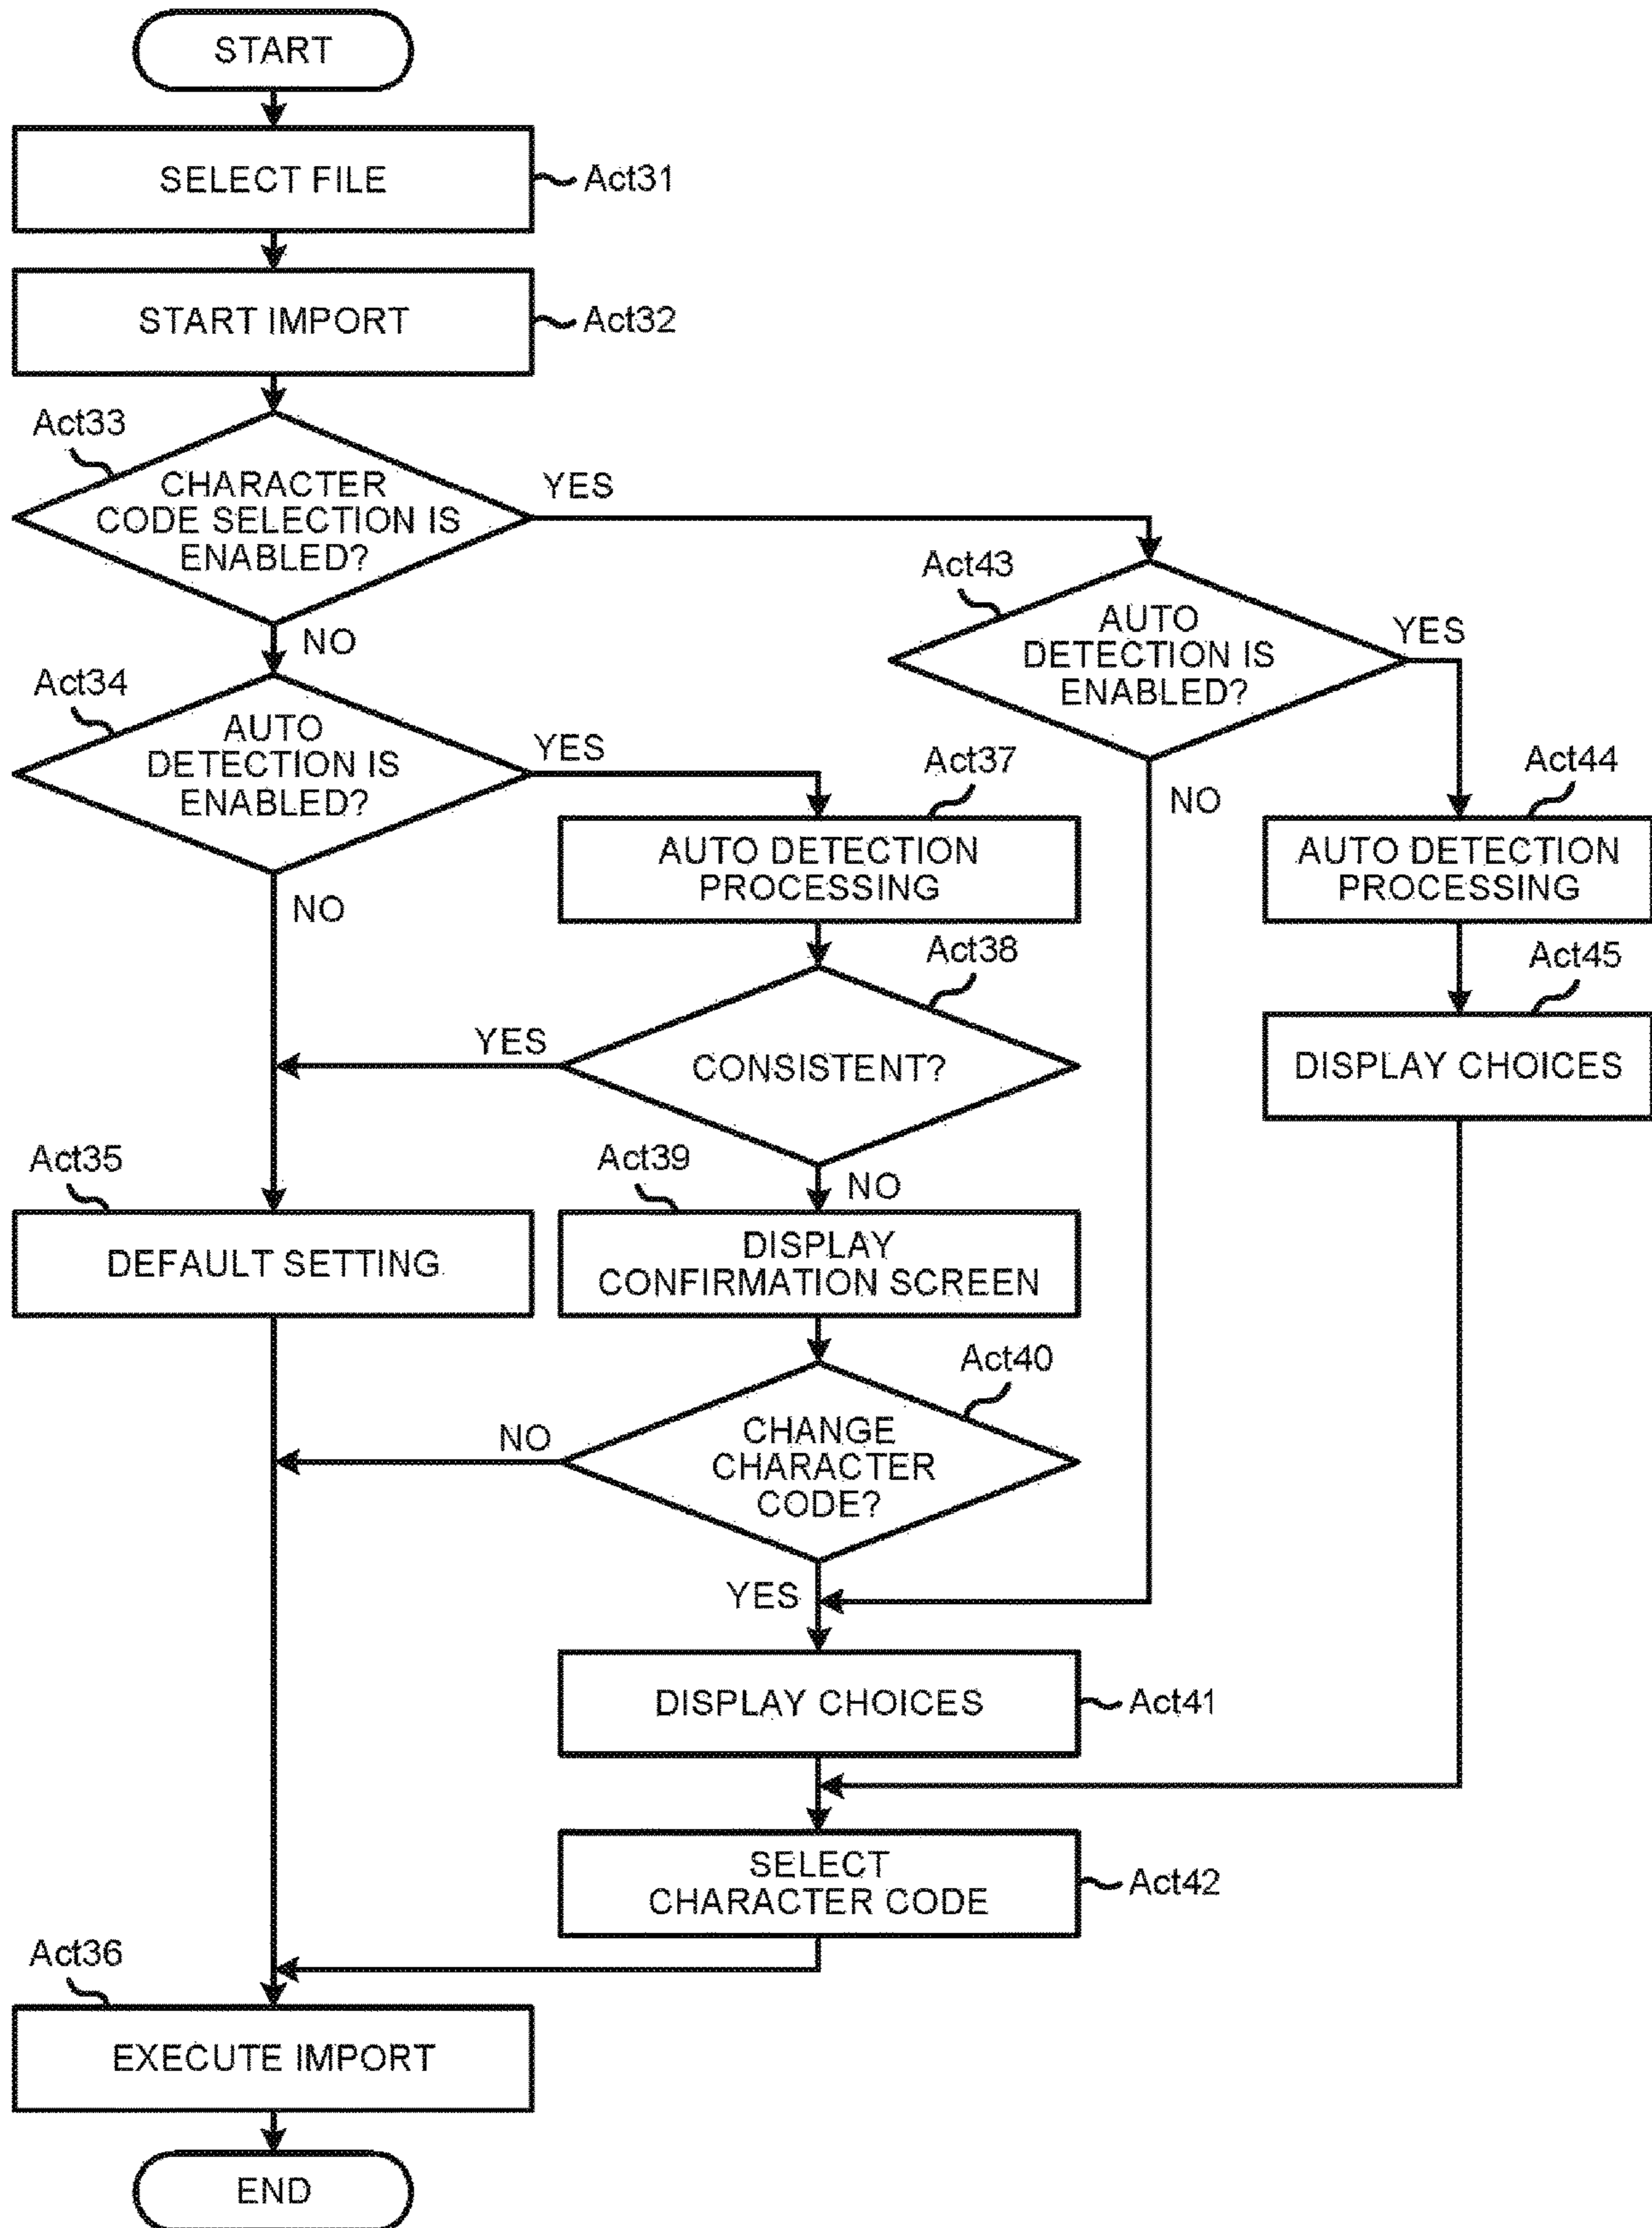 START
SELECT FILE
Act31
START IMPORT
Act32
Act33
CHARACTER
CODE SELECTION IS
ENABLED?
YES
NO
Act43
AUTO
DETECTION IS
ENABLED?
YES
NO
Act34
AUTO
DETECTION IS
ENABLED?
YES
NO
Act37
AUTO DETECTION
PROCESSING
Act44
AUTO DETECTION
PROCESSING
Act38
CONSISTENT?
YES
NO
Act45
DISPLAY CHOICES
Act35
DEFAULT SETTING
Act39
DISPLAY
CONFIRMATION SCREEN
Act40
CHANGE
CHARACTER
CODE?
NO
YES
DISPLAY CHOICES
Act41
SELECT
CHARACTER CODE
Act42
Act36
EXECUTE IMPORT
END